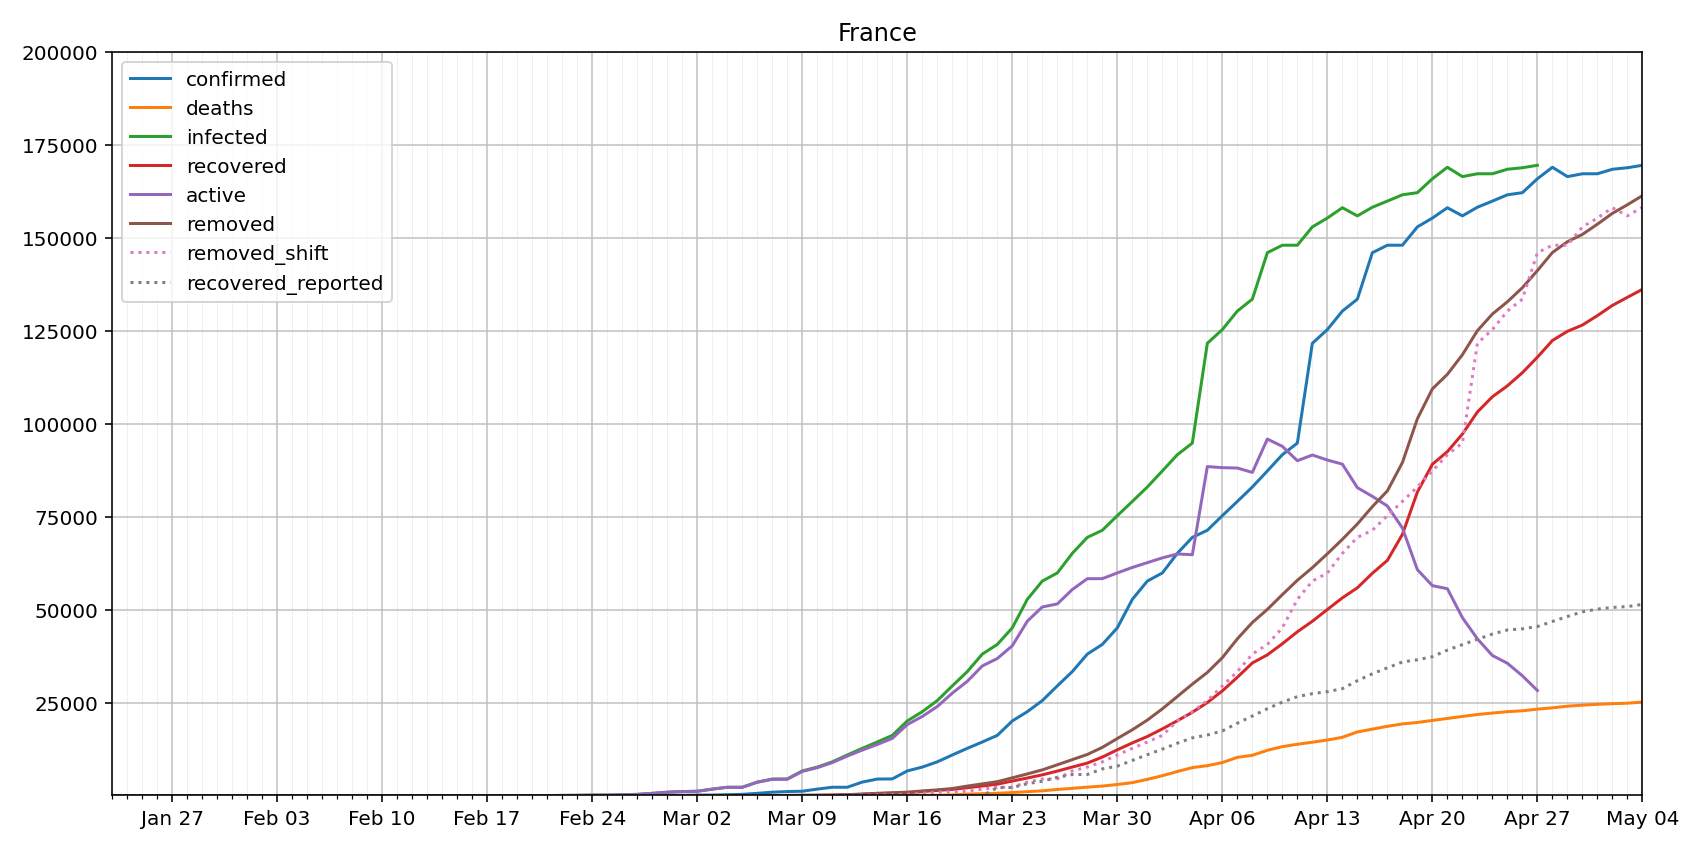 France
200000
175000
150000
125000
100000
75000
50000
25000
confirmed
deaths
infected
recovered
active
removed
removed_shift
recovered_reported
Jan 27 Feb 03 Feb 10 Feb 17 Feb 24 Mar 02 Mar 09 Mar 16 Mar 23 Mar 30 Apr 06 Apr 13 Apr 20 Apr 27 May 04